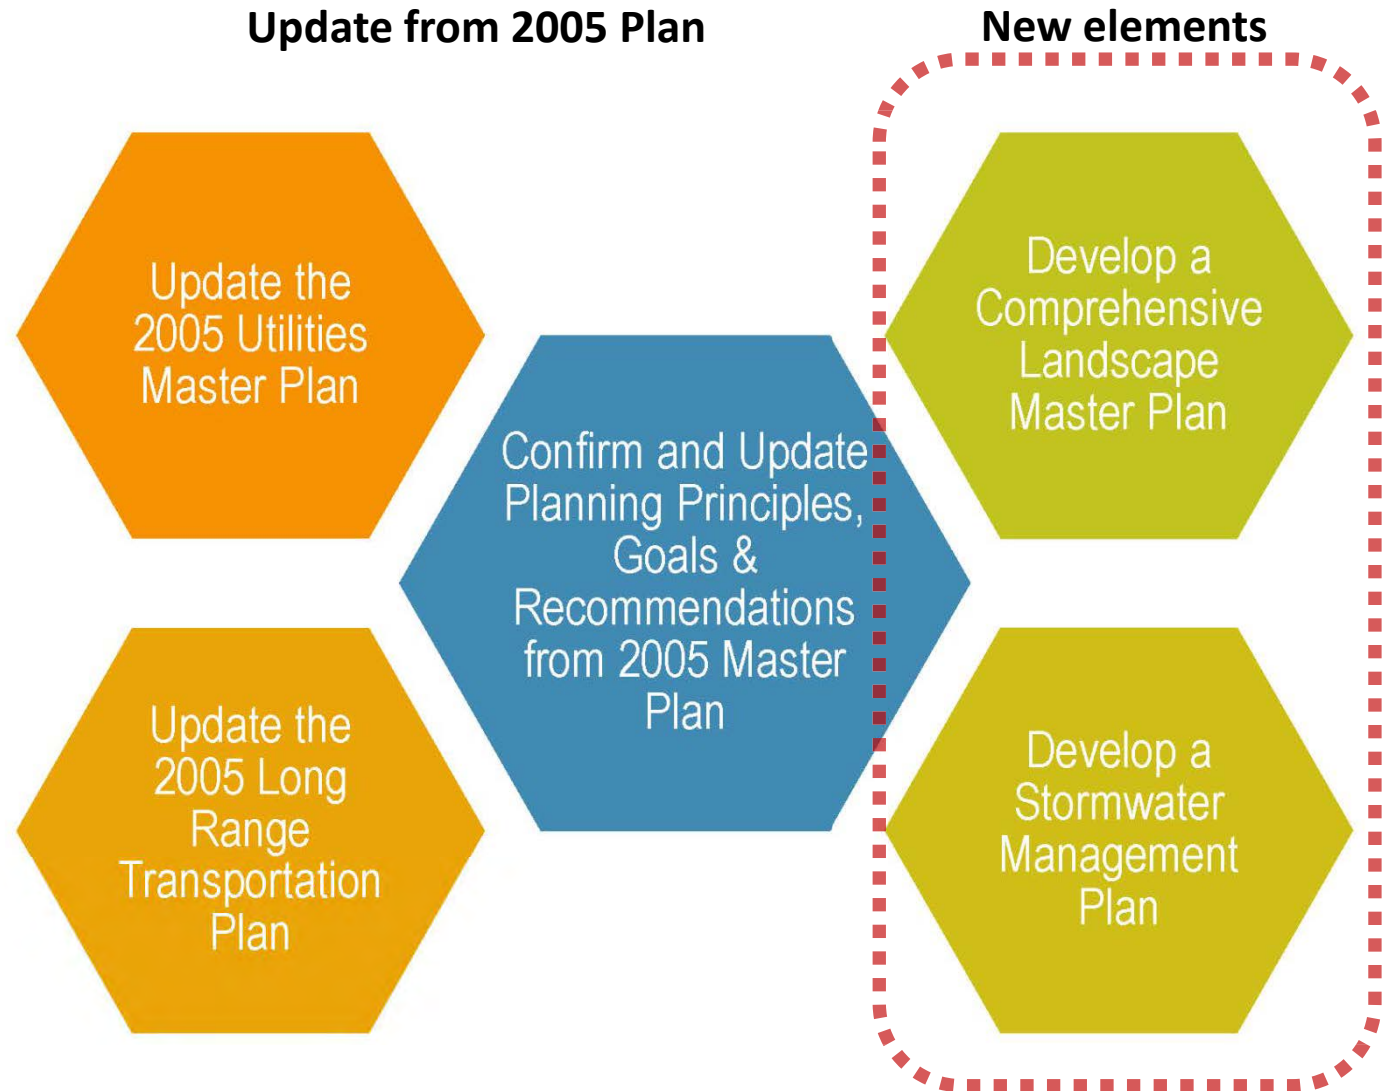 Update from 2005 Plan
New elements
Update the
2005 Utilities
Master Plan
Develop a
Comprehensive
Landscape
Master Plan
Confirm and Update
Planning Principles,
Goals &
Recommendations
from 2005 Master
Plan
Update the
2005 Long
Range
Transportation
Plan
Develop a
Stormwater
Management
Plan